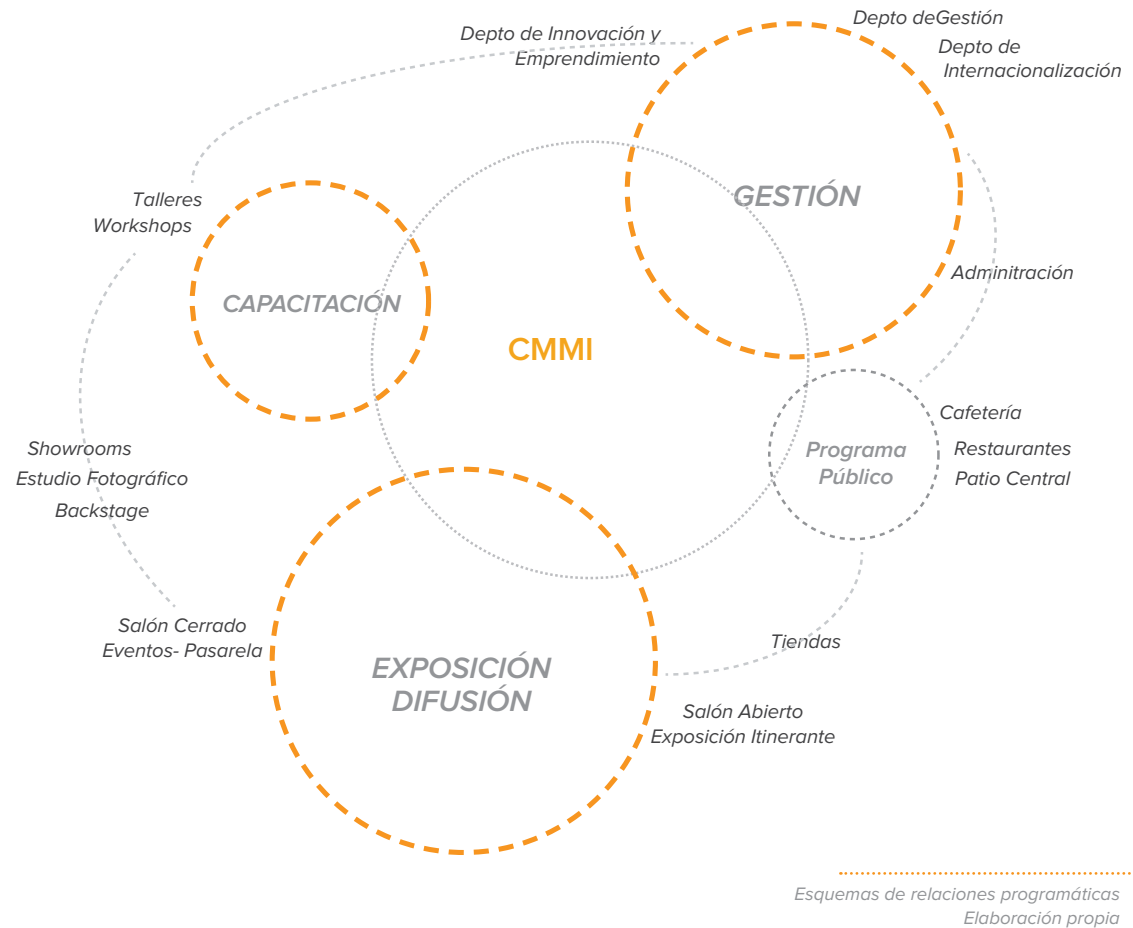 Depto de Innovación y
Emprendimiento
Depto deGestión
Depto de
Internacionalización
GESTIÓN
Talleres
Workshops
CAPACITACIÓN
Adminitración
CMMI
Cafetería
Restaurantes
Patio Central
Programa
Público
Showrooms
Estudio Fotográfico
Backstage
Salón Cerrado
Eventos- Pasarela
EXPOSICIÓN
DIFUSIÓN
Tiendas
Salón Abierto
Exposición Itinerante
Esquemas de relaciones programáticas
Elaboración propia